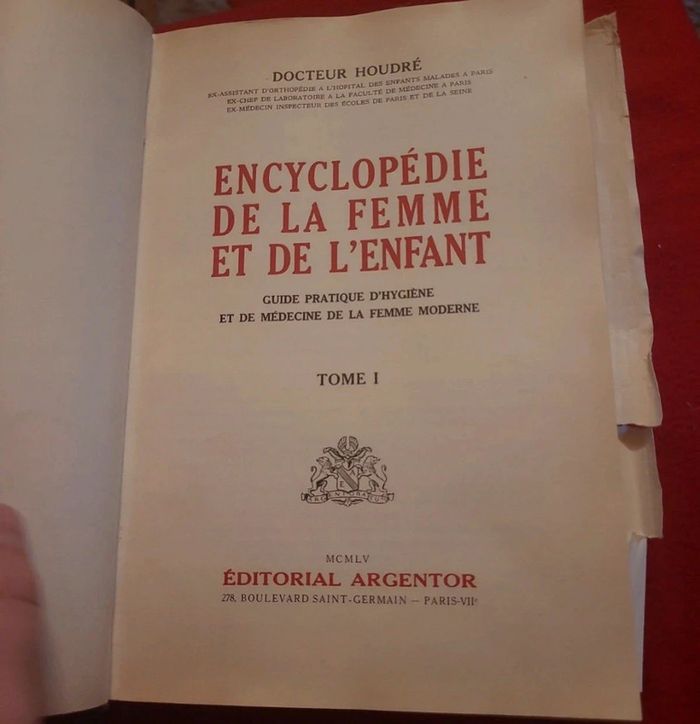 DOCTEUR HOUDRÉ
EX-ASSISTANT D'ORTHOPÉDIE A L'HOPITAL DES ENFANTS MALADES A PARIS
EX-CHEF DE LABORATOIRE A LA FACULTÉ DE MÉDECINE A PARIS
EX-MÉDECIN INSPECTEUR DES ÉCOLES DE PARIS ET DE LA SEINE
ENCYCLOPÉDIE
DE LA FEMME
ET DE L'ENFANT
GUIDE PRATIQUE D'HYGIÈNE
ET DE MÉDECINE DE LA FEMME MODERNE
TOME I
MCMLV
ÉDITORIAL ARGENTOR
278, BOULEVARD SAINT-GERMAIN — PARIS-VIIe